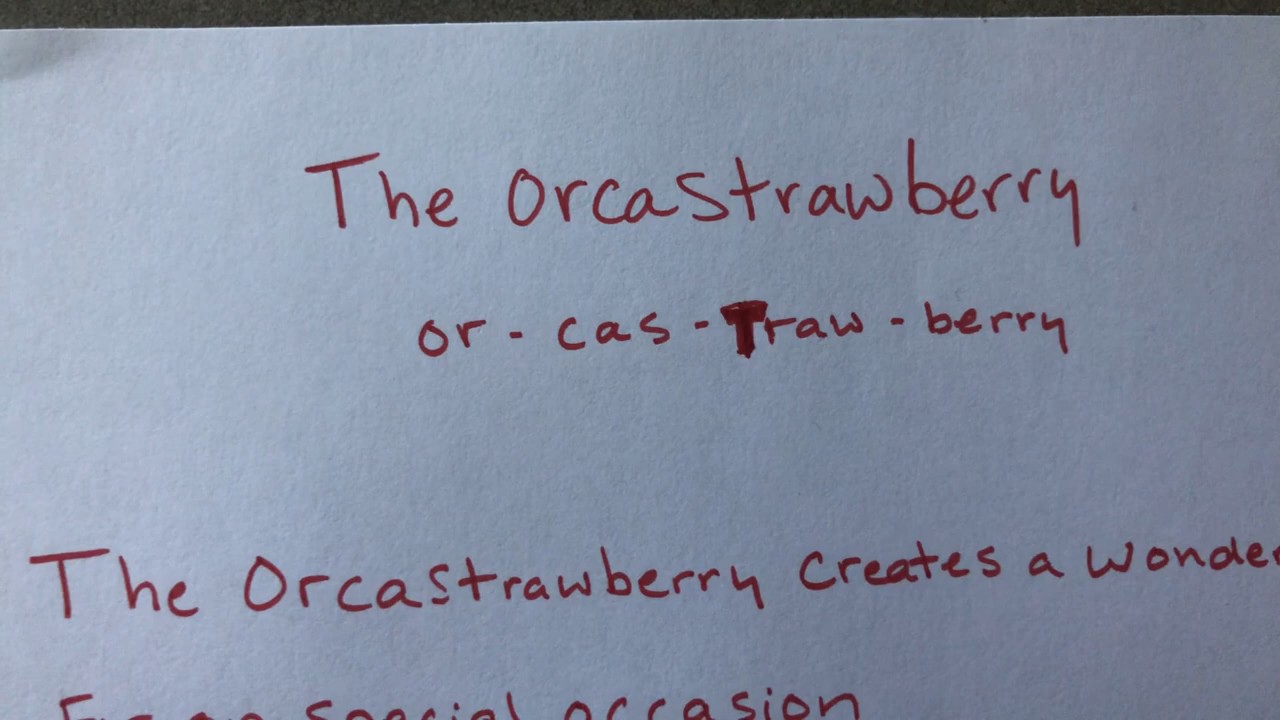 The Orcastrawberry
or - cas - Traw - berry
The Orcastrawberry Creates a wonder
special occasion